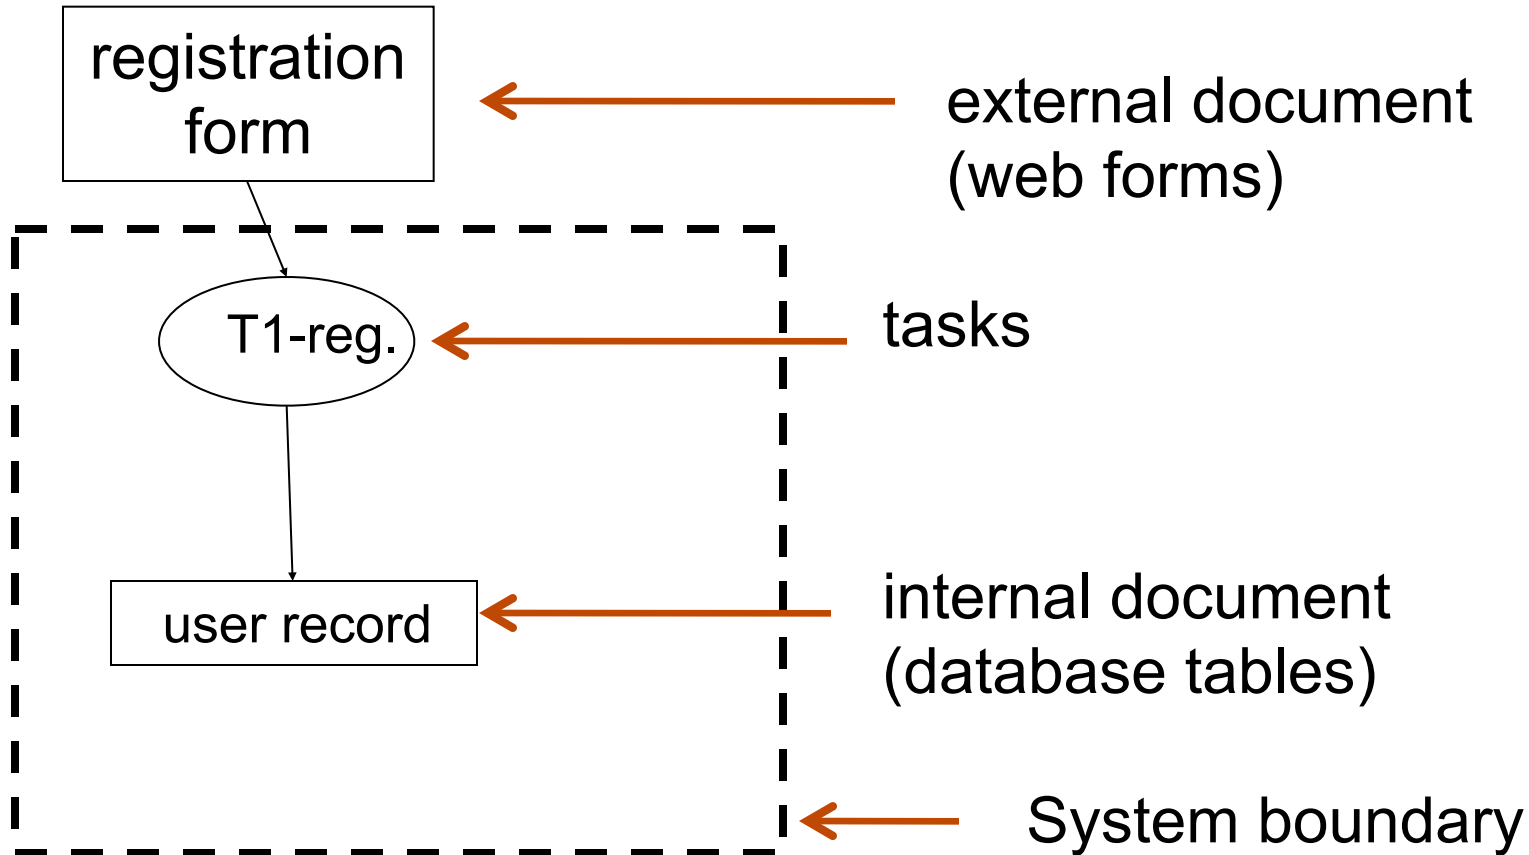 registration
form
external document
(web forms)
T1-reg.
tasks
user record
internal document
(database tables)
System boundary